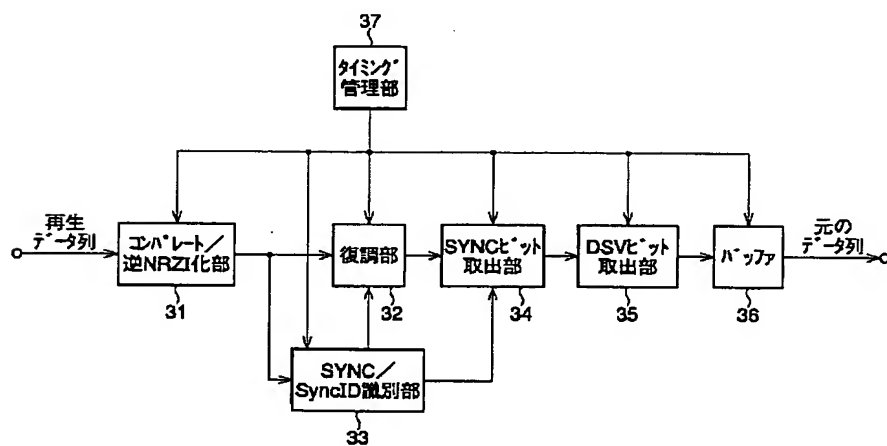 37
タイミング
管理部
再生
データ列
コンパレート/
逆NRZI化部
31
復調部
32
SYNCビット
取出部
34
DSVビット
取出部
35
バッファ
36
元の
データ列
SYNC/
SyncID識別部
33